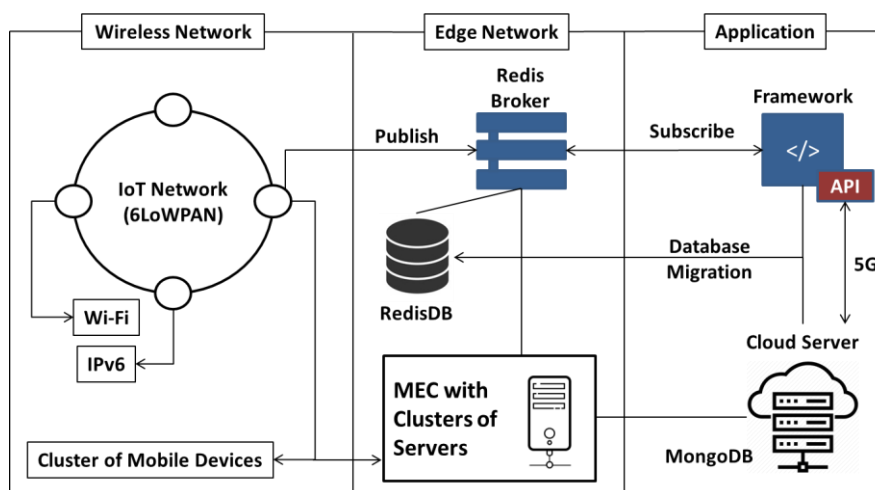 Wireless Network
Edge Network
Application
Redis
Broker
Framework
Publish
Subscribe
</>
API
IoT Network
(6LoWPAN)
Database
Migration
5G
RedisDB
Wi-Fi
Cloud Server
IPv6
MEC with
Clusters of
Servers
Cluster of Mobile Devices
MongoDB